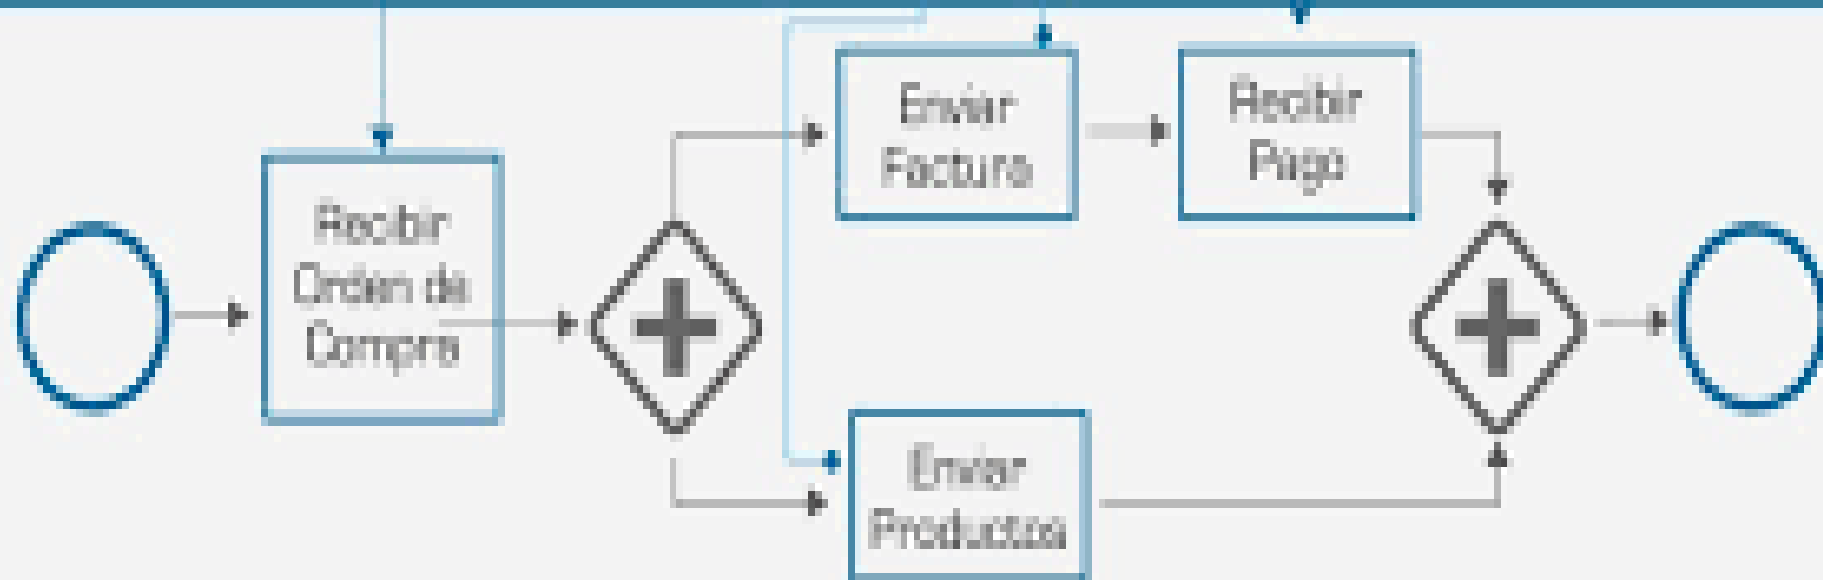 Recibir
Orden de
Compra
Enviar
Factura
Recibir
Pago
Enviar
Productos